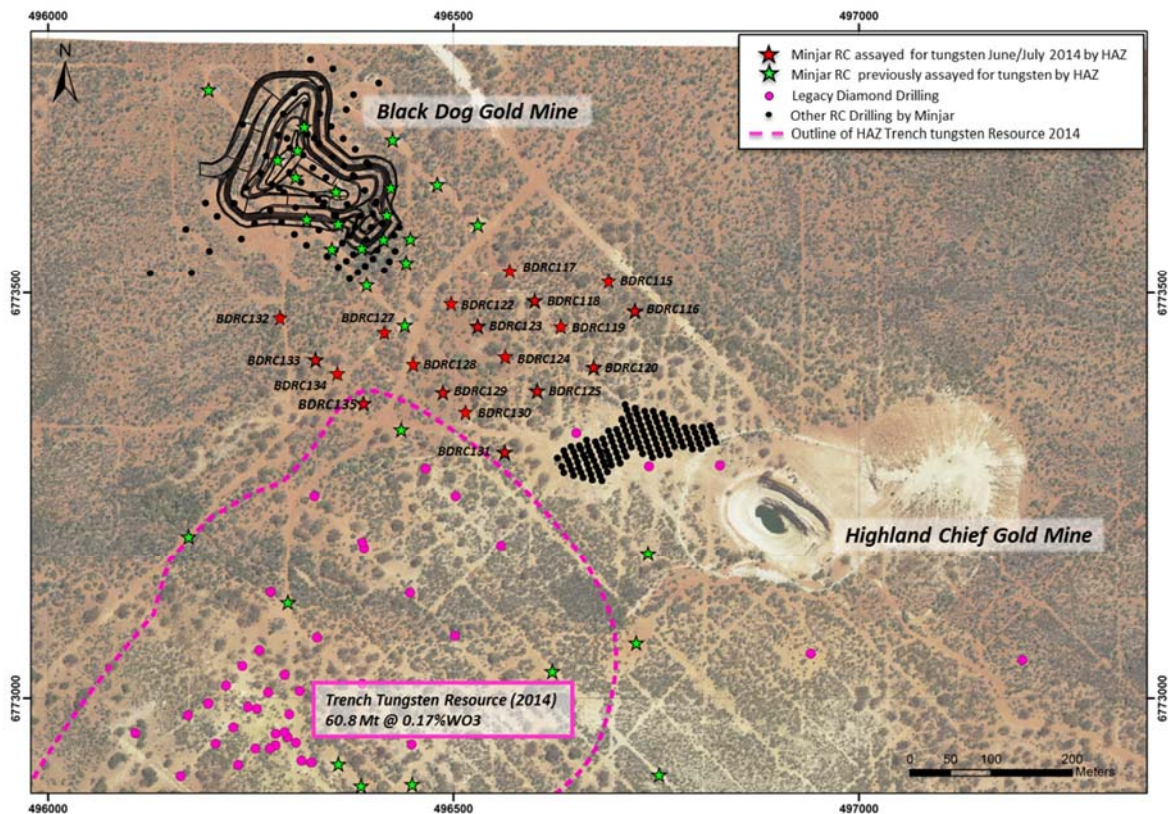 496000
496500
497000
N
Minjar RC assayed for tungsten June/July 2014 by HAZ
Minjar RC previously assayed for tungsten by HAZ
Legacy Diamond Drilling
Other RC Drilling by Minjar
Outline of HAZ Trench tungsten Resource 2014
Black Dog Gold Mine
6773500
6773500
BDRC117
BDRC115
BDRC122
BDRC118
BDRC116
BDRC132
BDRC127
BDRC123
BDRC119
BDRC133
BDRC128
BDRC124
BDRC120
BDRC134
BDRC129
BDRC125
BDRC135
BDRC130
BDRC131
Highland Chief Gold Mine
6773000
6773000
Trench Tungsten Resource (2014)
60.8 Mt @ 0.17%WO3
0 50 100 200
Meters
496000
496500
497000